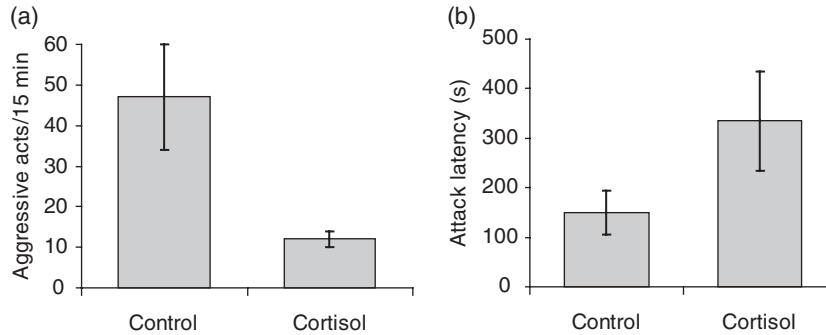 (a)
Aggressive acts/15 min
60
50
40
30
20
10
0
Control
Cortisol
(b)
Attack latency (s)
500
400
300
200
100
0
Control
Cortisol